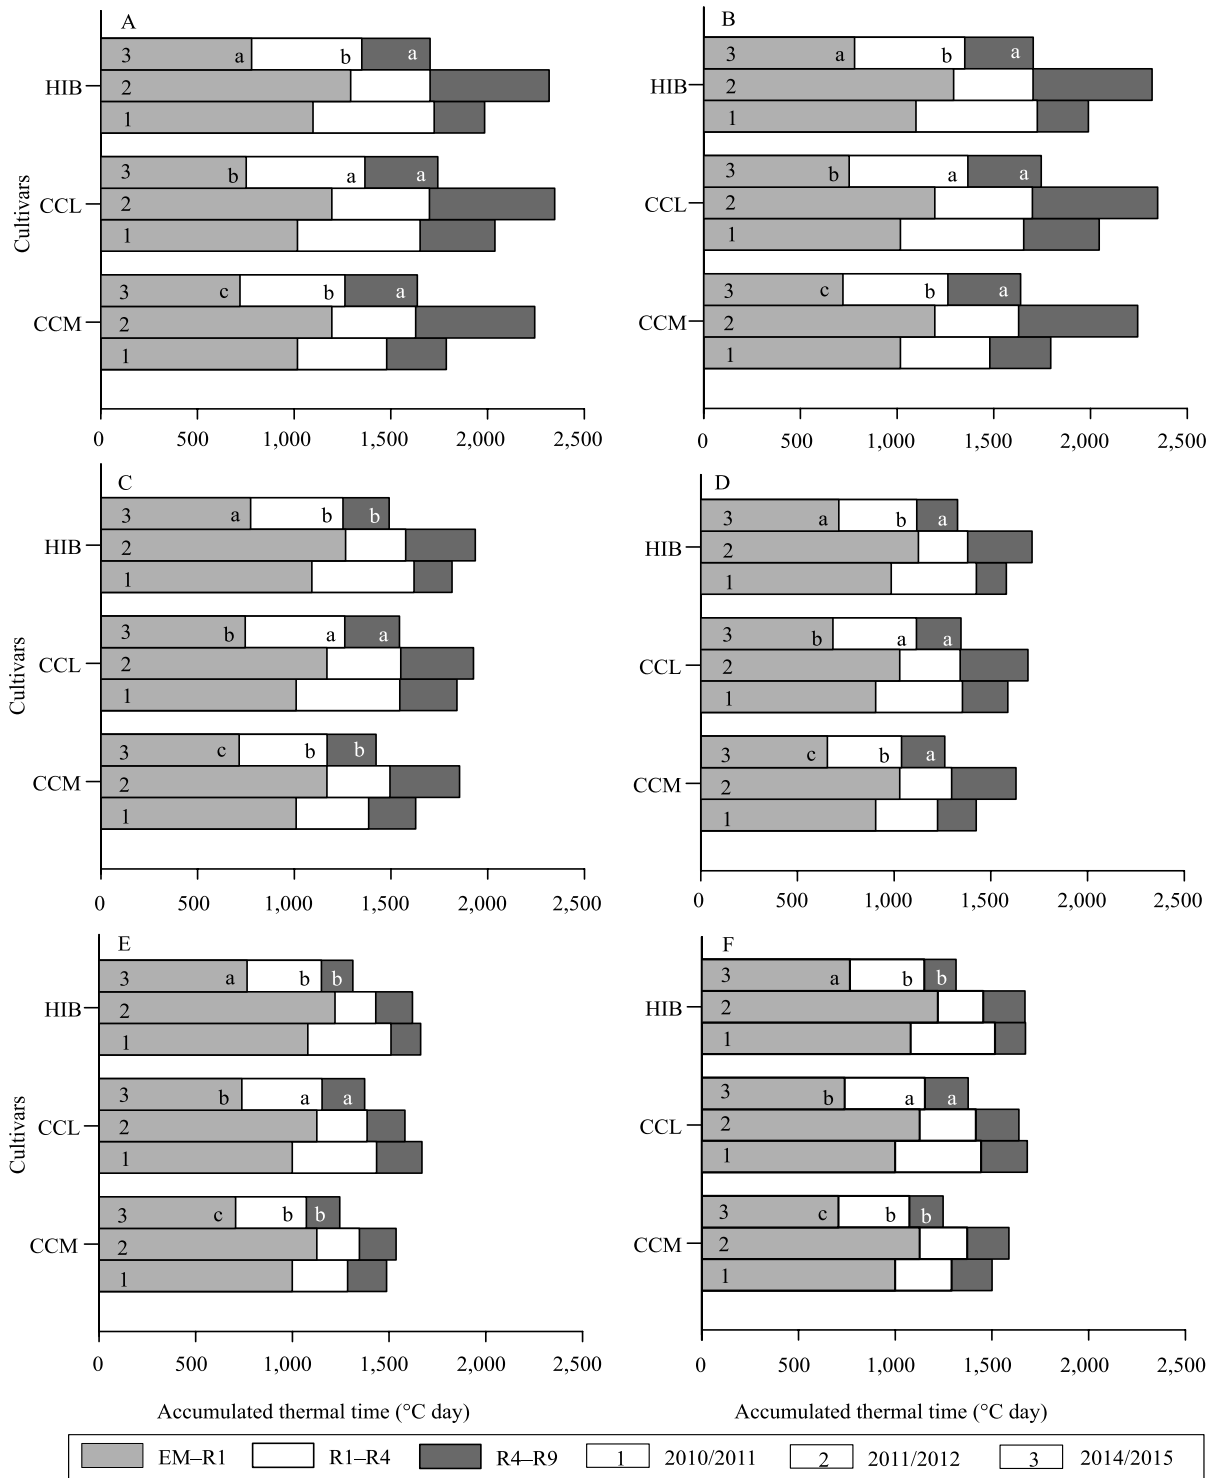 A
3 a b a
HIB
2
1
3 b a a
CCL
2
1
3 c b a
CCM
2
1
Cultivars
0 500 1,000 1,500 2,000 2,500
B
3 a b a
HIB
2
1
3 b a a
CCL
2
1
3 c b a
CCM
2
1
0 500 1,000 1,500 2,000 2,500
C
3 a b b
HIB
2
1
3 b a a
CCL
2
1
3 c b b
CCM
2
1
Cultivars
0 500 1,000 1,500 2,000 2,500
D
3 a b a
HIB
2
1
3 b a a
CCL
2
1
3 c b a
CCM
2
1
0 500 1,000 1,500 2,000 2,500
E
3 a b b
HIB
2
1
3 b a a
CCL
2
1
3 c b b
CCM
2
1
Cultivars
0 500 1,000 1,500 2,000 2,500
Accumulated thermal time (°C day)
F
3 a b b
HIB
2
1
3 b a a
CCL
2
1
3 c b b
CCM
2
1
0 500 1,000 1,500 2,000 2,500
Accumulated thermal time (°C day)
EM–R1 R1–R4 R4–R9 1 2010/2011 2 2011/2012 3 2014/2015